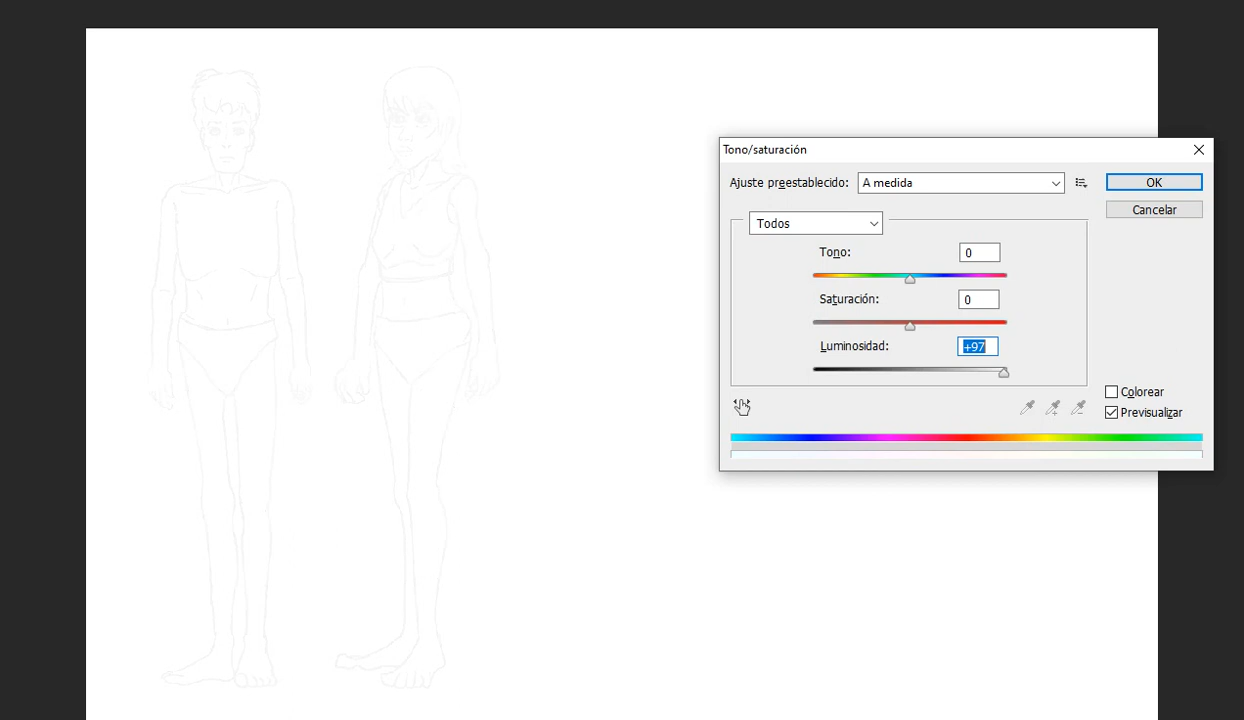 Tono/saturación
Ajuste preestablecido: A medida
OK
Cancelar
Todos
Tono: 0
Saturación: 0
Luminosidad: +97
Colorear
Previsualizar